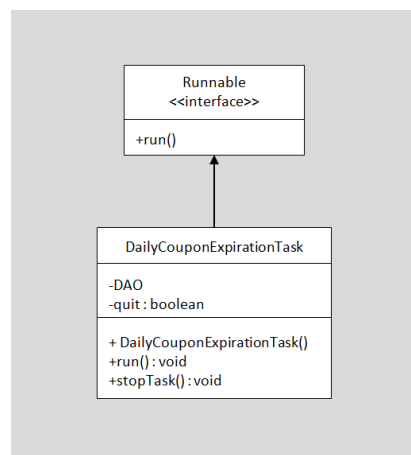 Runnable
<<interface>>
+run()
DailyCouponExpirationTask
-DAO
-quit : boolean
+ DailyCouponExpirationTask()
+run() : void
+stopTask() : void